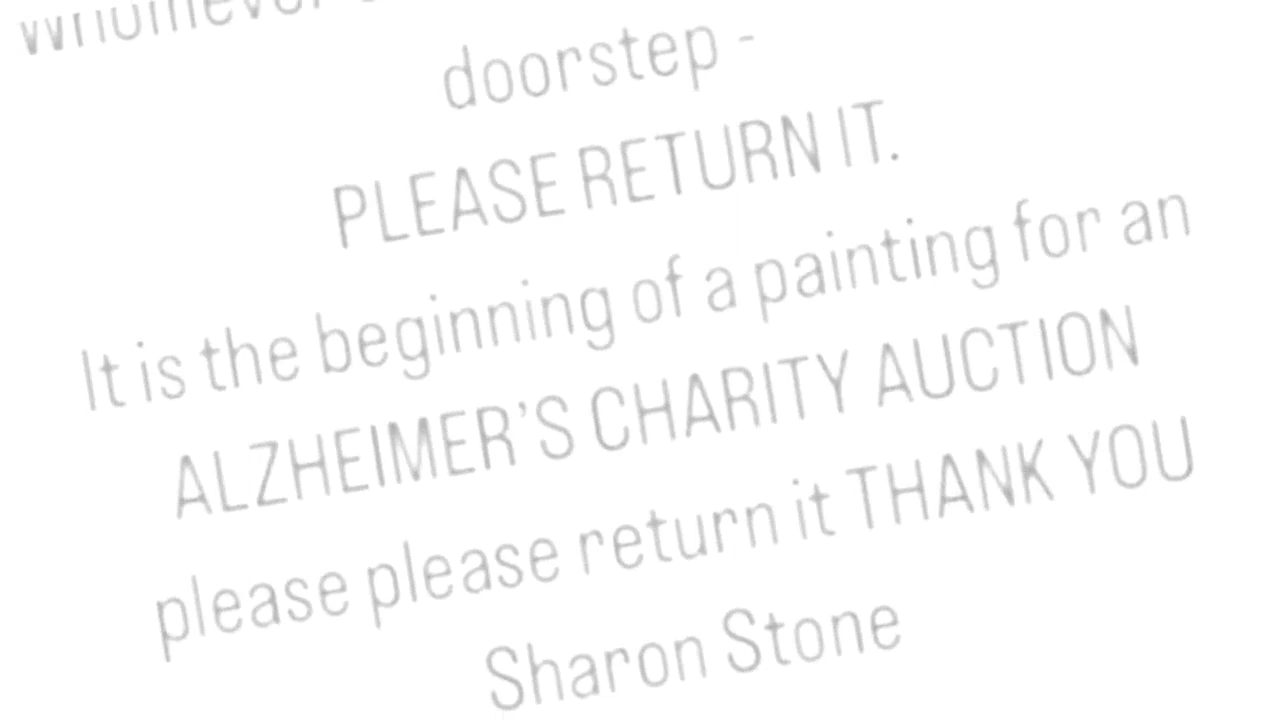 doorstep -
PLEASE RETURN IT.
It is the beginning of a painting for an
ALZHEIMER'S CHARITY AUCTION
please please return it THANK YOU
Sharon Stone